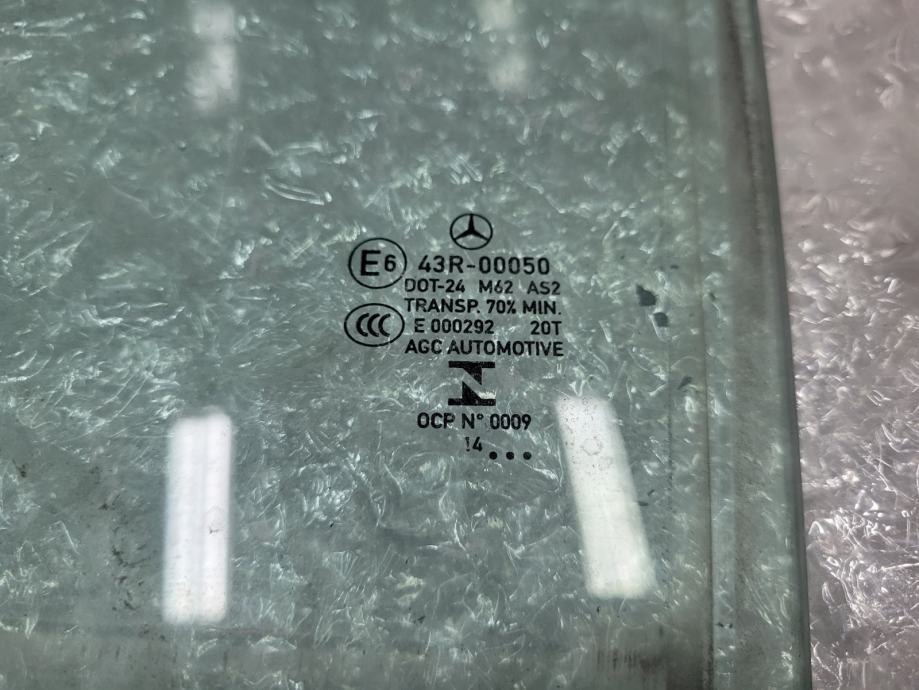 E6 43R-00050
DOT-24 M62 AS2
TRANSP. 70% MIN.
CCC E 000292 20T
AGC AUTOMOTIVE
OCP N° 0009
14...